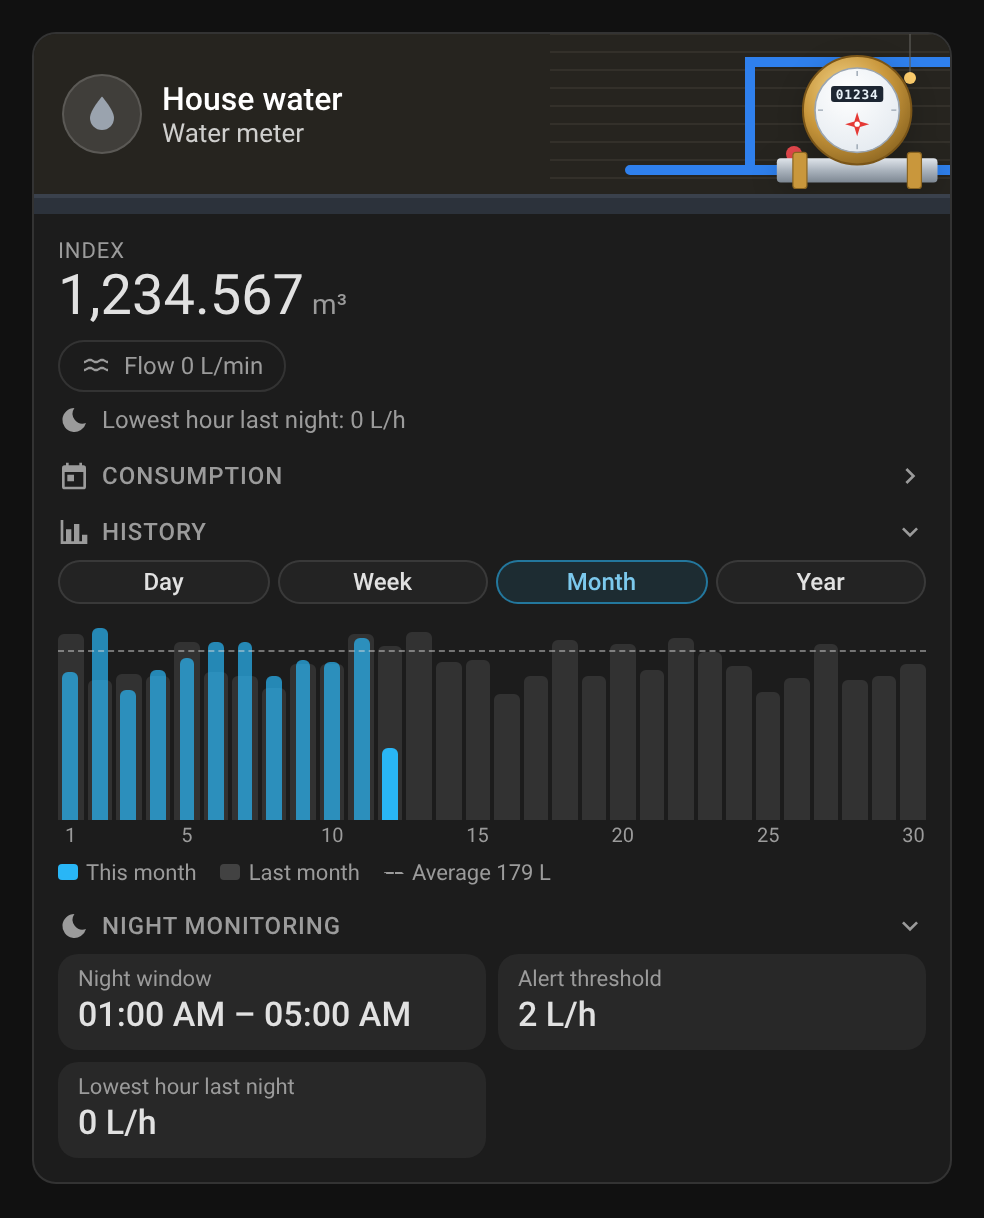 House water
Water meter
01234
INDEX
1,234.567 m³
Flow 0 L/min
Lowest hour last night: 0 L/h
CONSUMPTION
HISTORY
Day Week Month Year
1 5 10 15 20 25 30
This month Last month Average 179 L
NIGHT MONITORING
Night window
01:00 AM – 05:00 AM
Alert threshold
2 L/h
Lowest hour last night
0 L/h